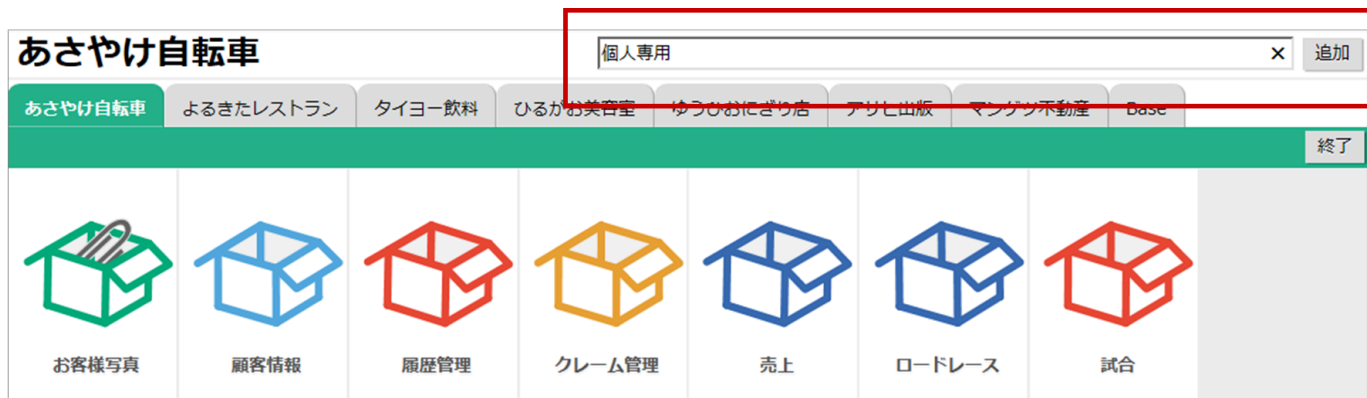 あさやけ自転車
個人専用 × 追加
あさやけ自転車 よるきたレストラン タイヨー飲料 ひるがお美容室 ゆうひおにぎり店 アサヒ出版 マンゲツ不動産 Base
終了
お客様写真 顧客情報 履歴管理 クレーム管理 売上 ロードレース 試合